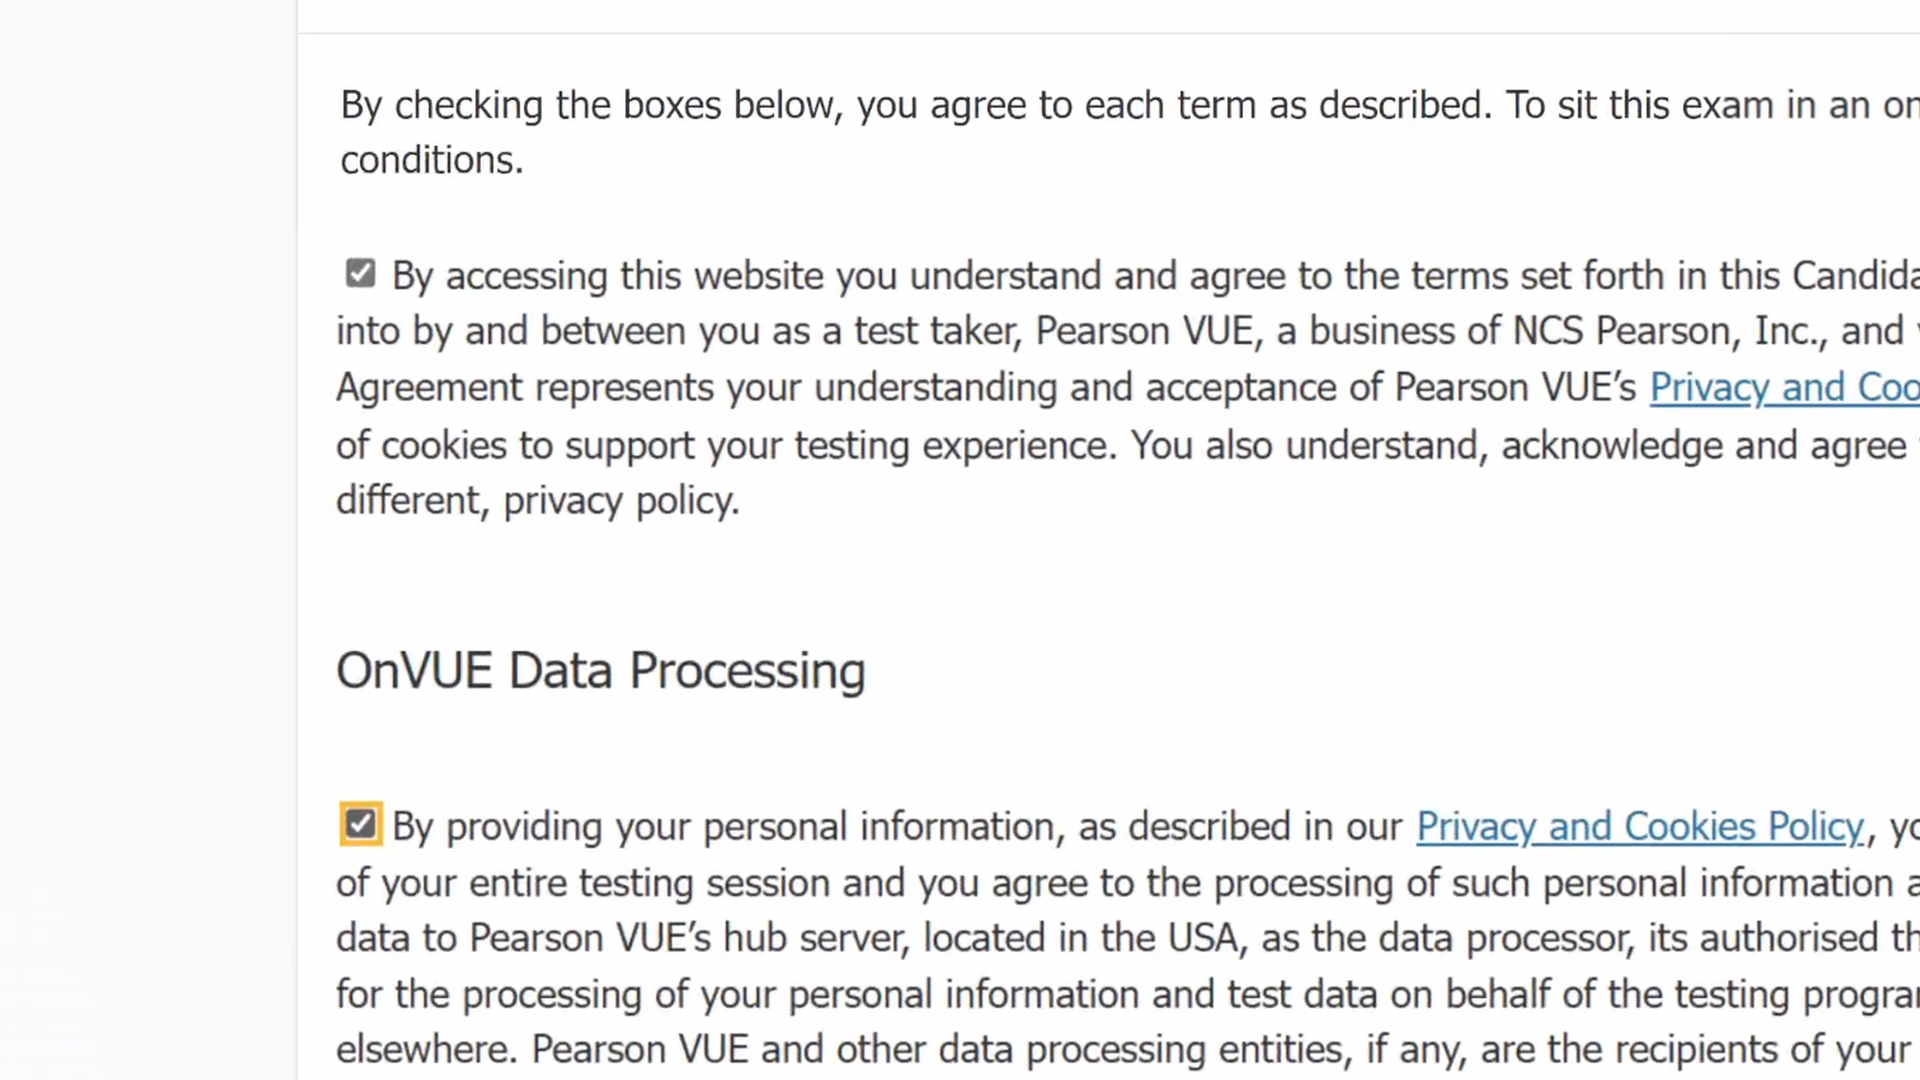 By checking the boxes below, you agree to each term as described. To sit this exam in an
conditions.
By accessing this website you understand and agree to the terms set forth in this
into by and between you as a test taker, Pearson VUE, a business of NCS Pearson, Inc., and
Agreement represents your understanding and acceptance of Pearson VUE’s Privacy and
of cookies to support your testing experience. You also understand, acknowledge and agree
different, privacy policy.
OnVUE Data Processing
By providing your personal information, as described in our Privacy and Cookies Policy,
of your entire testing session and you agree to the processing of such personal information
data to Pearson VUE’s hub server, located in the USA, as the data processor, its authorised
for the processing of your personal information and test data on behalf of the testing
elsewhere. Pearson VUE and other data processing entities, if any, are the recipients of your